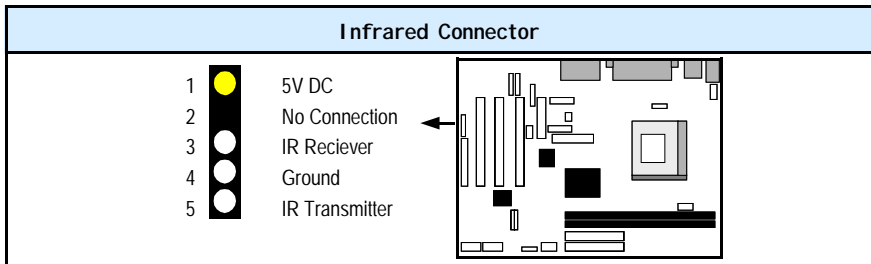 Infrared Connector
1 5V DC
2 No Connection
3 IR Reciever
4 Ground
5 IR Transmitter